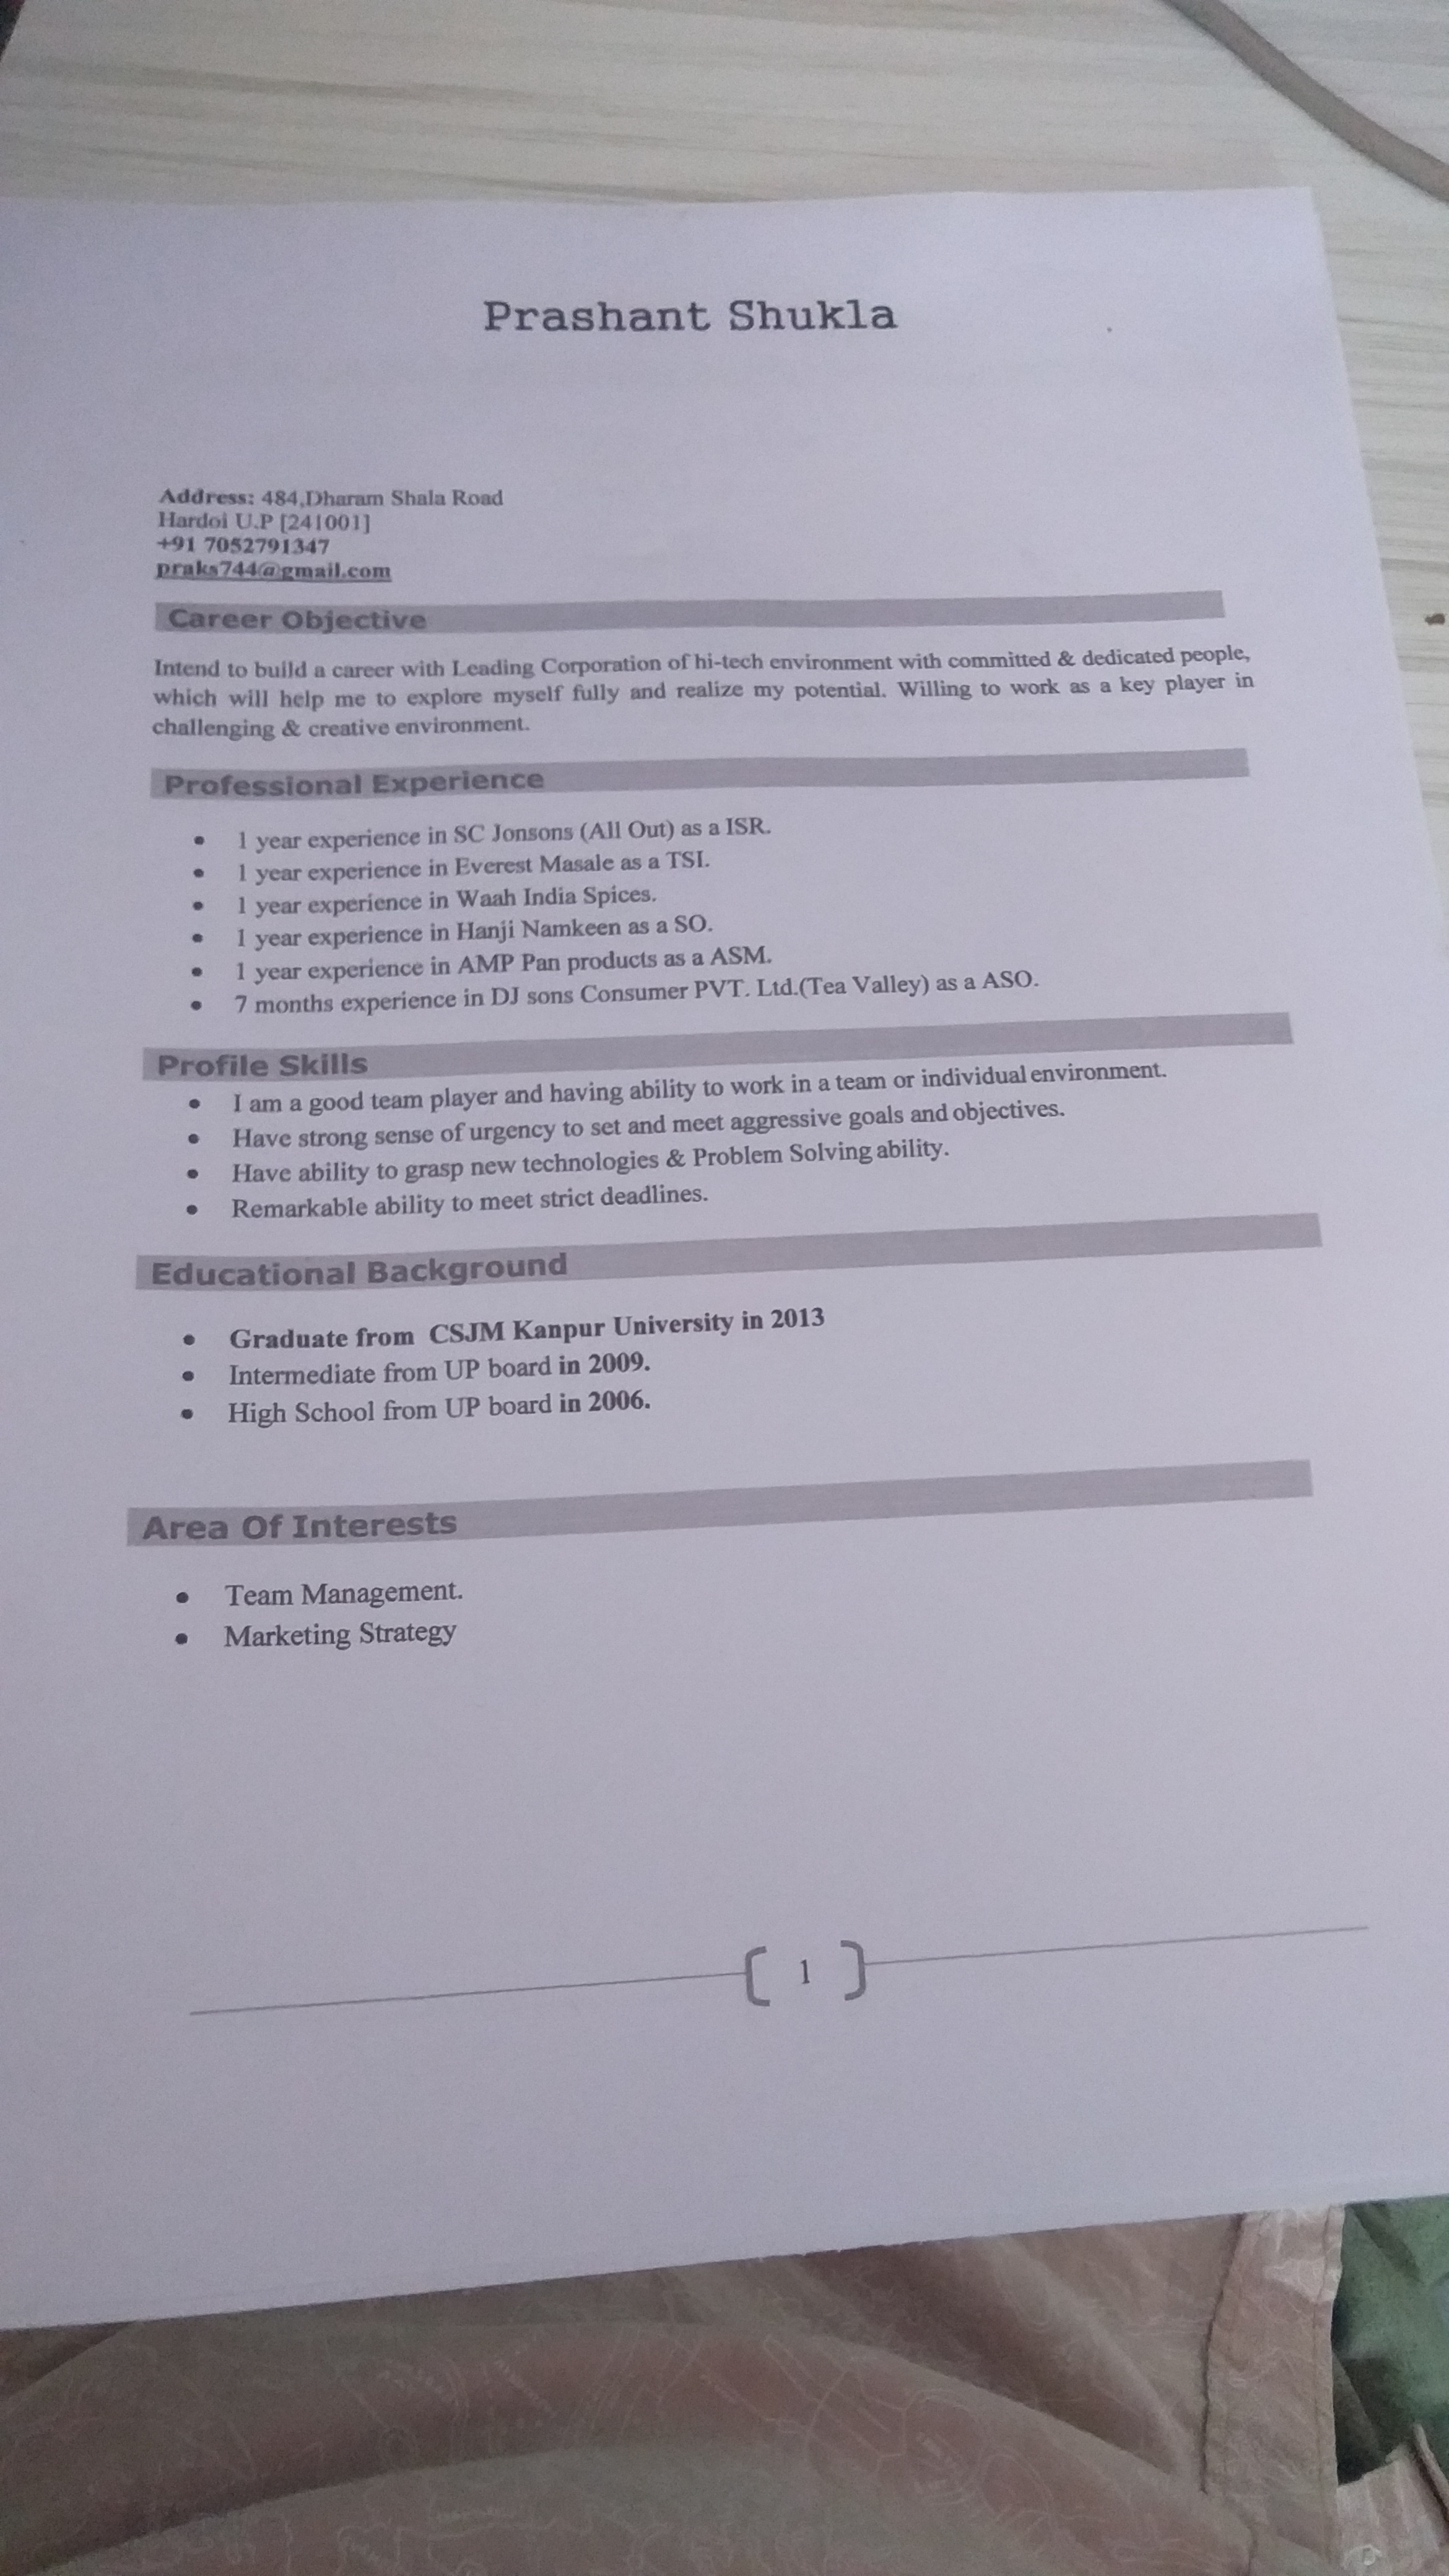 Prashant Shukla
Address: 484,Dharam Shala Road
Hardoi U.P [241001]
+91 7052791347
praks744@gmail.com
Career Objective
Intend to build a career with Leading Corporation of hi-tech environment with committed & dedicated people,
which will help me to explore myself fully and realize my potential. Willing to work as a key player in
challenging & creative environment.
Professional Experience
• 1 year experience in SC Jonsons (All Out) as a ISR.
• 1 year experience in Everest Masale as a TSI.
• 1 year experience in Waah India Spices.
• 1 year experience in Hanji Namkeen as a SO.
• 1 year experience in AMP Pan products as a ASM.
• 7 months experience in DJ sons Consumer PVT. Ltd.(Tea Valley) as a ASO.
Profile Skills
• I am a good team player and having ability to work in a team or individual environment.
• Have strong sense of urgency to set and meet aggressive goals and objectives.
• Have ability to grasp new technologies & Problem Solving ability.
• Remarkable ability to meet strict deadlines.
Educational Background
• Graduate from CSJM Kanpur University in 2013
• Intermediate from UP board in 2009.
• High School from UP board in 2006.
Area Of Interests
• Team Management.
• Marketing Strategy
1